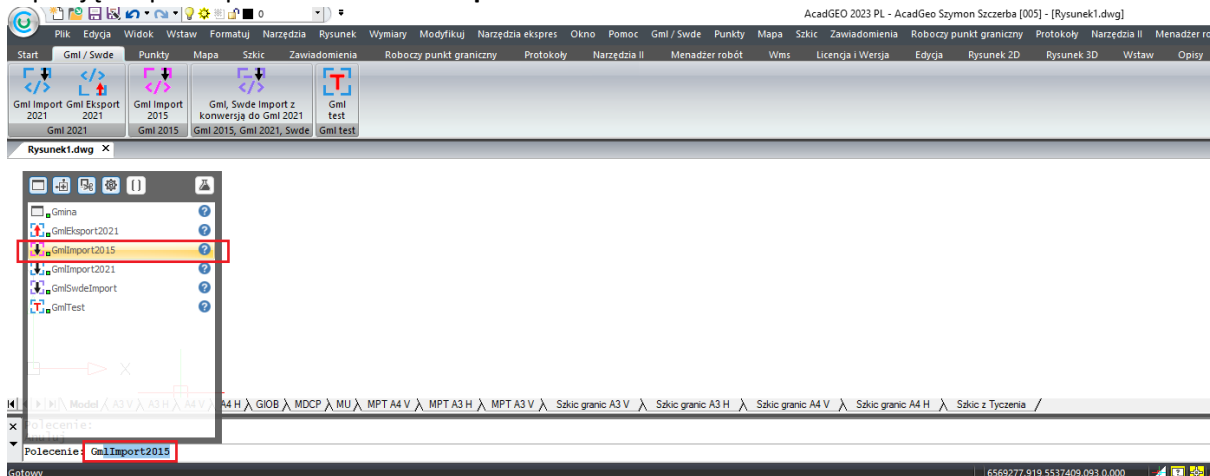 0
AcadGEO 2023 PL - AcadGeo Szymon Szczerba [005] - [Rysunek1.dwg]
Plik Edycja Widok Wstaw Formatuj Narzędzia Rysunek Wymiary Modyfikuj Narzędzia ekspres Okno Pomoc Gml / Swde Punkty Mapa Szkic Zawiadomienia Roboczy punkt graniczny Protokoły Narzędzia II Menadżer ro
Start Gml / Swde Punkty Mapa Szkic Zawiadomienia Roboczy punkt graniczny Protokoły Narzędzia II Menadżer robót Wms Licencja i Wersja Edycja Rysunek 2D Rysunek 3D Wstaw Opisy
Gml Import 2021
Gml Eksport 2021
Gml Import 2015
Gml, Swde Import z konwersja do Gml 2021
Gml test
Gml 2021 Gml 2015 Gml 2015, Gml 2021, Swde Gml test
Rysunek1.dwg
Gmina
GmlEksport2021
GmlImport2015
GmlImport2021
GmlSwdeImport
GmlTest
X
Model A3 V A3 H A4 V A4 H GIOB MDCP MU MPT A4 V MPT A3 H MPT A3 V Szkic granic A3 V Szkic granic A3 H Szkic granic A4 V Szkic granic A4 H Szkic z Tyczenia
Polecenie:
Anuluj
Polecenie: GmlImport2015
Gotowy 6569277.919,5537409.093,0.000